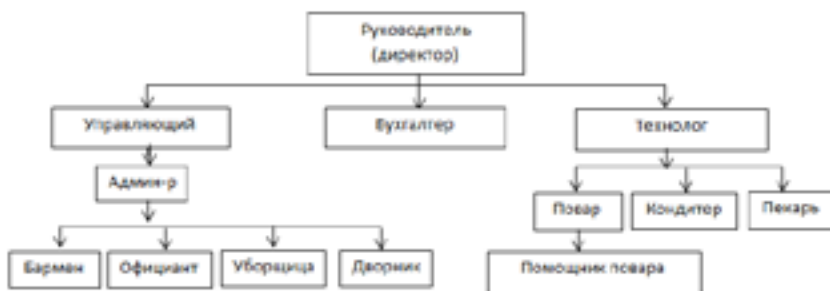 Руководитель
(директор)
Управляющий
Бухгалтер
Технолог
Админ-р
Повар
Кондитер
Пекарь
Бармен
Официант
Уборщица
Дворник
Помощник повара